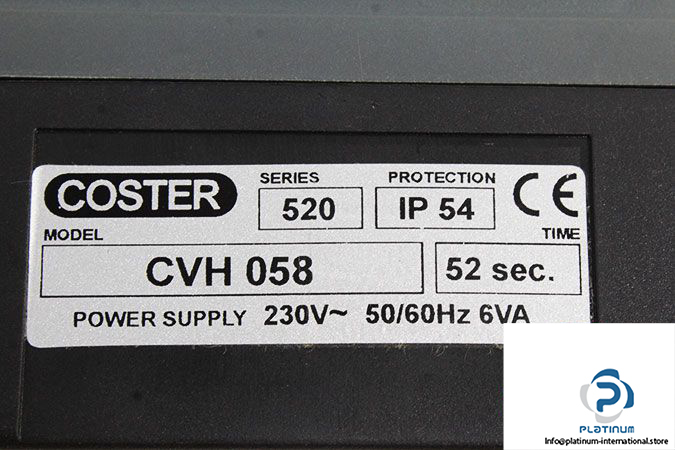 COSTER
SERIES
520
PROTECTION
IP 54
CE
MODEL
CVH 058
TIME
52 sec.
POWER SUPPLY 230V~ 50/60Hz 6VA
PLATINUM
Info@platinum-international.store